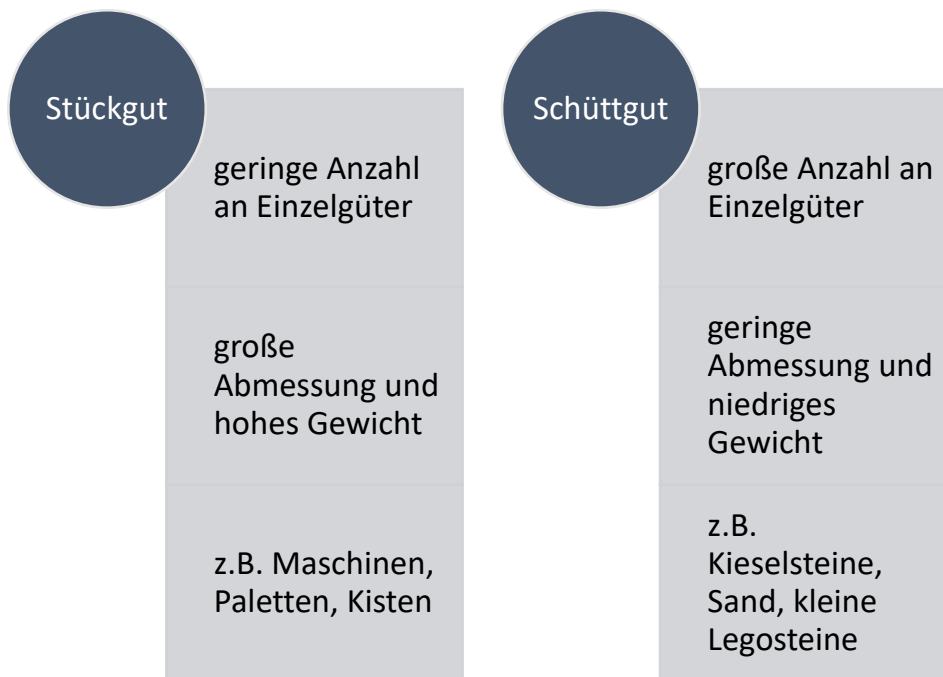 Stückgut
geringe Anzahl
an Einzelgüter
große
Abmessung und
hohes Gewicht
z.B. Maschinen,
Paletten, Kisten
Schüttgut
große Anzahl an
Einzelgüter
geringe
Abmessung und
niedriges
Gewicht
z.B.
Kieselsteine,
Sand, kleine
Legosteine